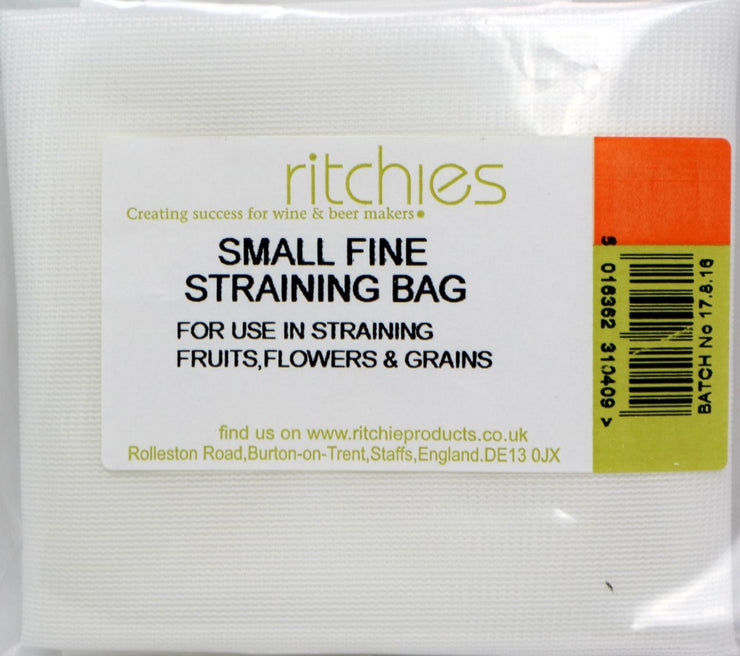 ritchies
Creating success for wine & beer makers•
SMALL FINE
STRAINING BAG
FOR USE IN STRAINING
FRUITS,FLOWERS & GRAINS
find us on www.ritchieproducts.co.uk
Rolleston Road,Burton-on-Trent,Staffs,England.DE13 0JX
5 016362 310409 >
BATCH No 17.8.16